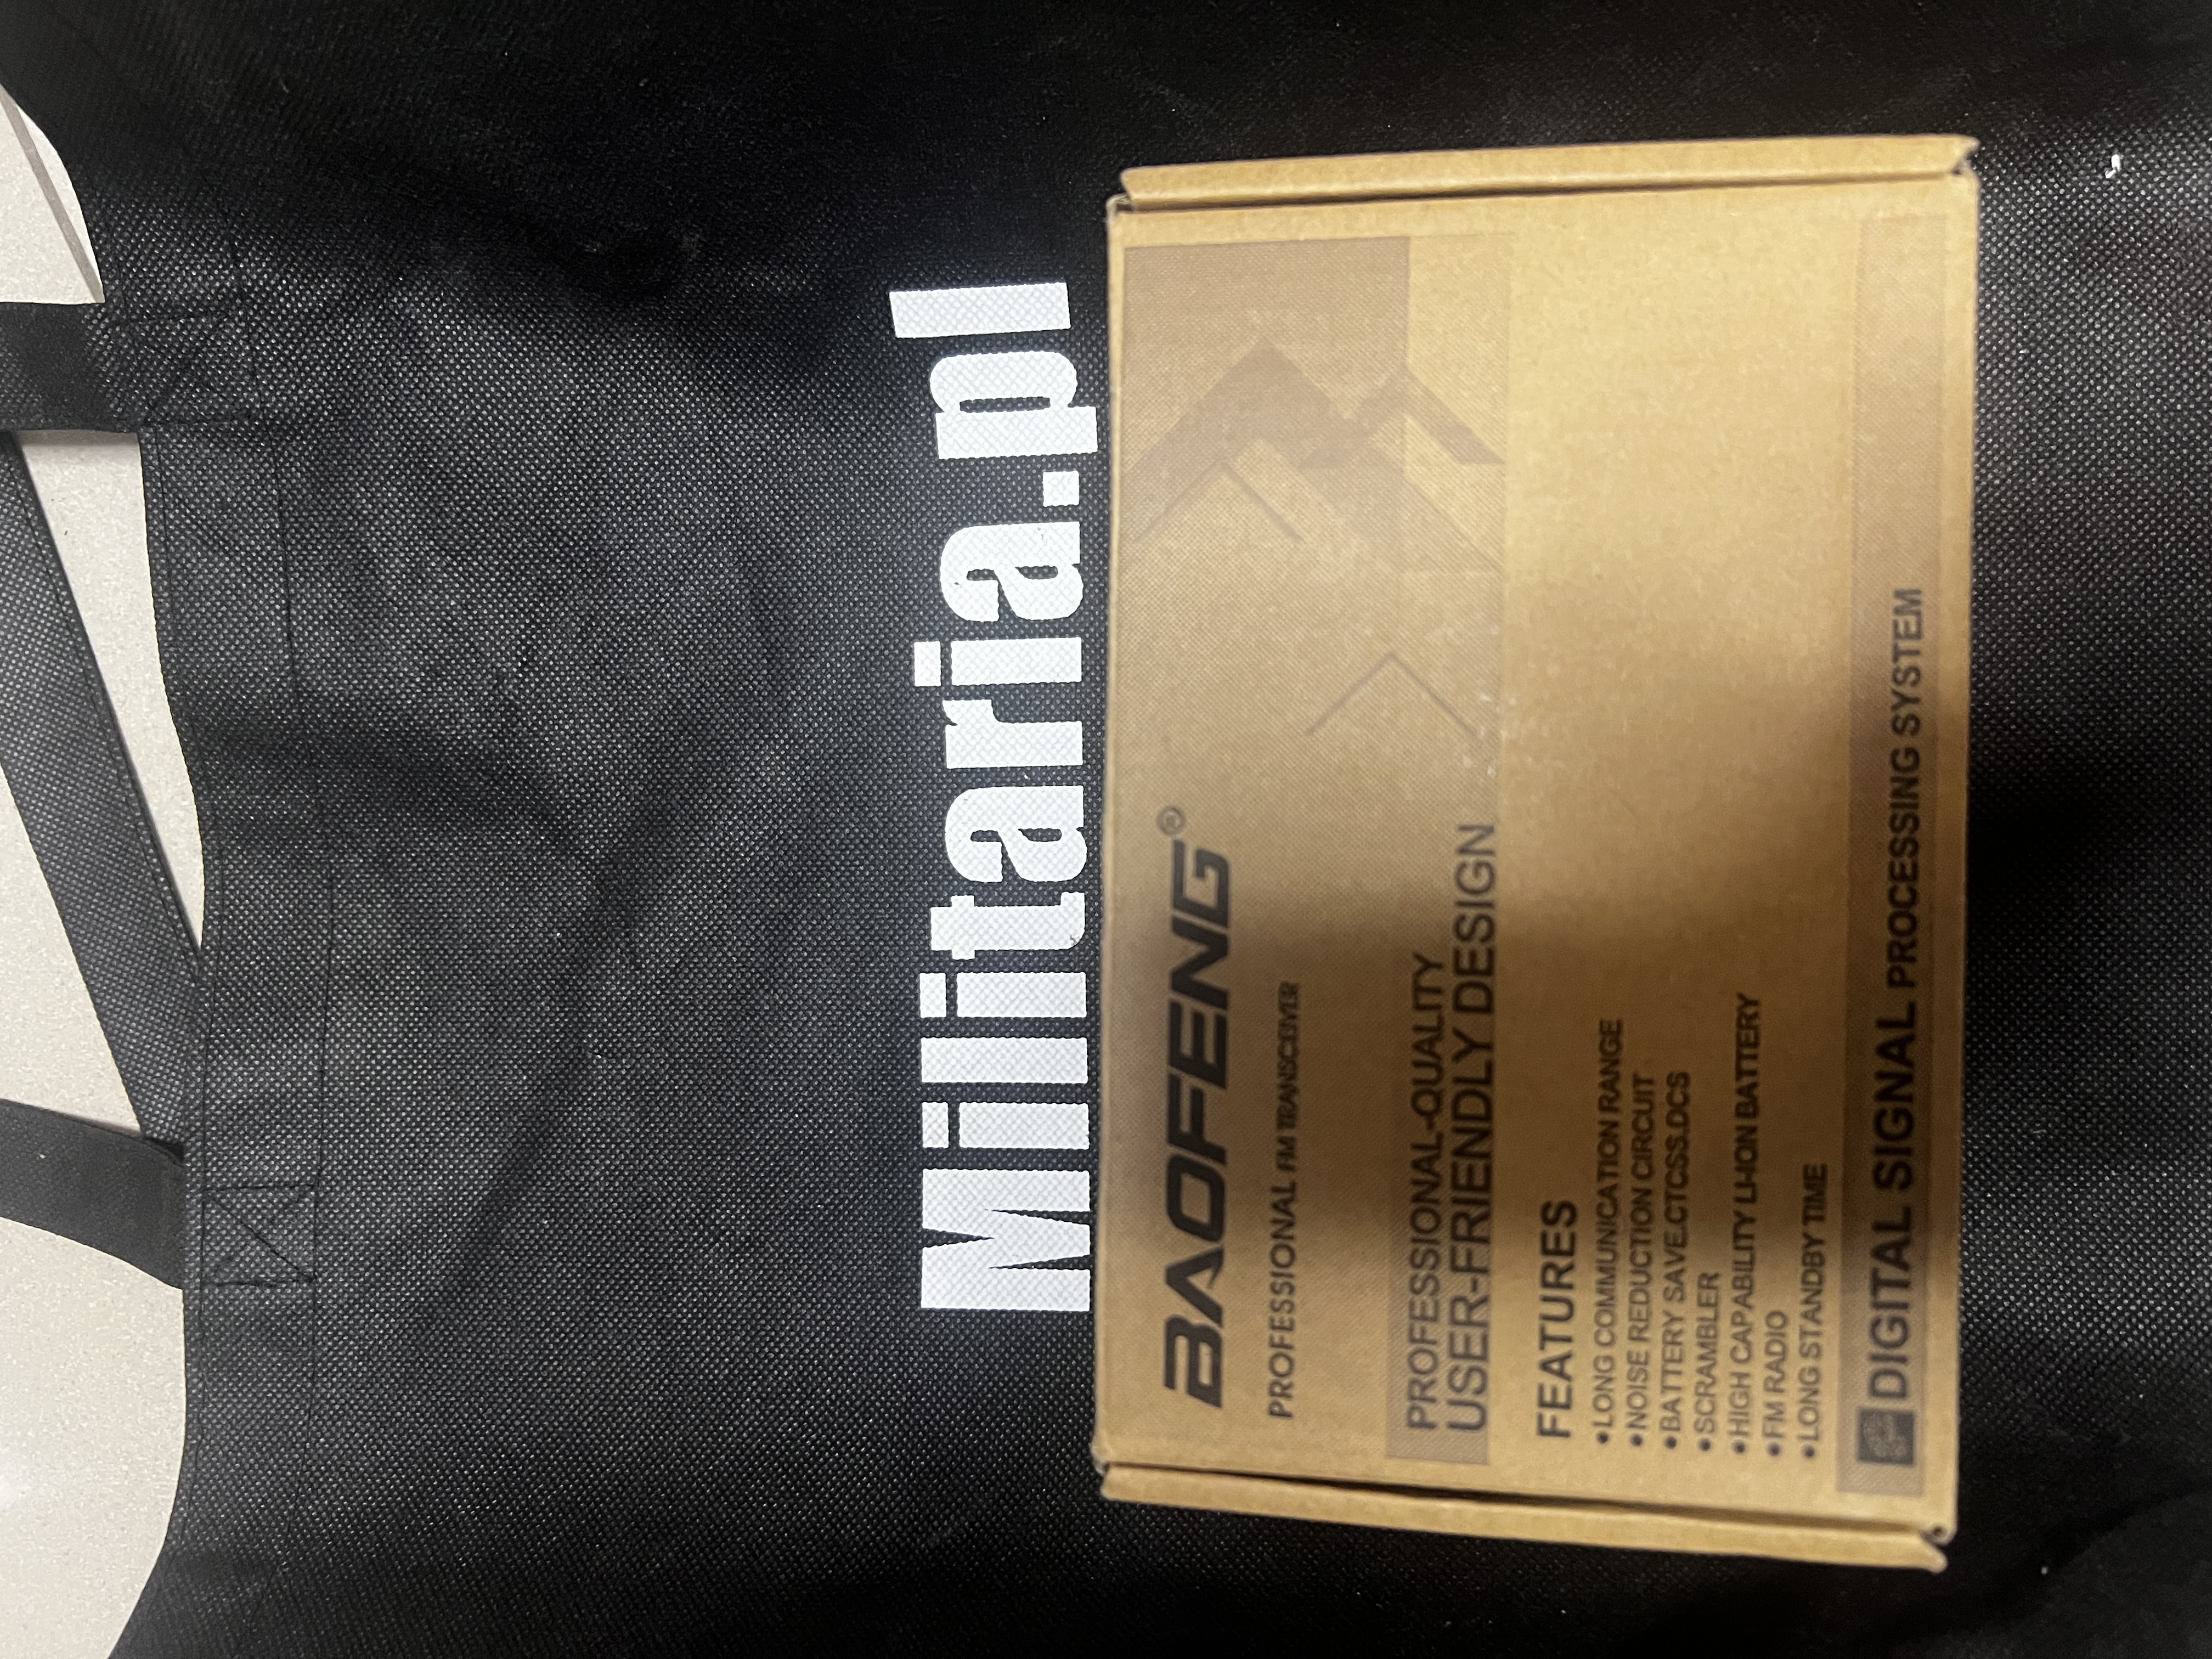 Militaria.pl
BAOFENG®
PROFESSIONAL FM TRANSCEIVER
PROFESSIONAL-QUALITY
USER-FRIENDLY DESIGN
FEATURES
•LONG COMMUNICATION RANGE
•NOISE REDUCTION CIRCUIT
•BATTERY SAVE.CTCSS.DCS
•SCRAMBLER
•HIGH CAPABILITY LI-ION BATTERY
•FM RADIO
•LONG STANDBY TIME
DIGITAL SIGNAL PROCESSING SYSTEM